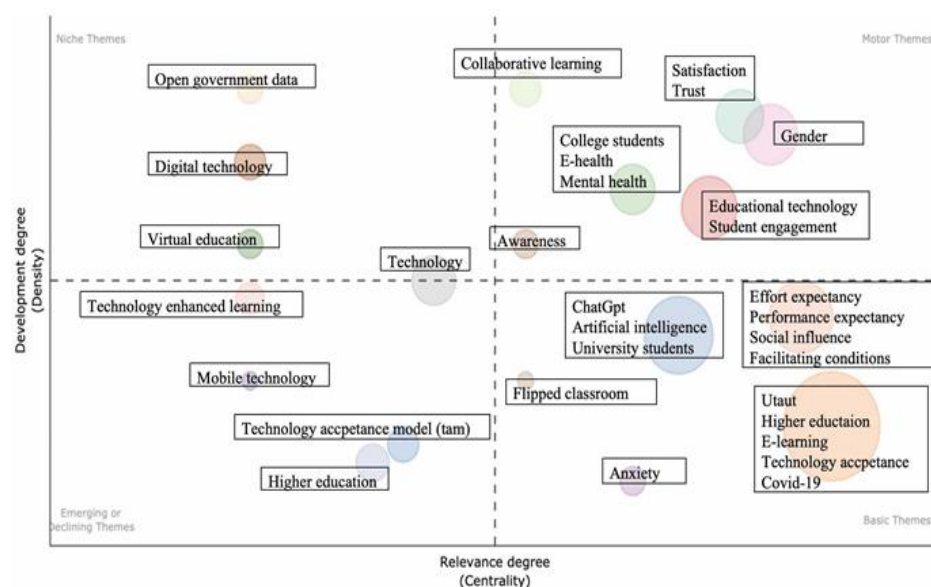 Niche Themes
Motor Themes
Collaborative learning
Open government data
Satisfaction
Trust
Gender
College students
E-health
Mental health
Digital technology
Educational technology
Student engagement
Virtual education
Awareness
Technology
Technology enhanced learning
ChatGpt
Artificial intelligence
University students
Effort expectancy
Performance expectancy
Social influence
Facilitating conditions
Mobile technology
Flipped classroom
Utaut
Higher eductaion
E-learning
Technology accpetance
Covid-19
Technology accpetance model (tam)
Higher education
Anxiety
Emerging or
Declining Themes
Basic Themes
Development degree
(Density)
Relevance degree
(Centrality)